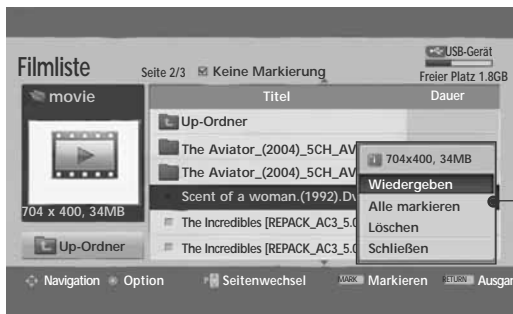 USB-Gerät
Filmliste
Seite 2/3 Keine Markierung
Freier Platz 1.8GB
movie
Titel
Dauer
Up-Ordner
The Aviator_(2004)_5CH_AV
The Aviator_(2004)_5CH_AV
Scent of a woman.(1992).Dv
The Incredibles [REPACK_AC3_5.0
The Incredibles [REPACK_AC3_5.0
704 x 400, 34MB
Up-Ordner
704x400, 34MB
Wiedergeben
Alle markieren
Löschen
Schließen
Navigation Option P Seitenwechsel MARK Markieren RETURN Ausgan